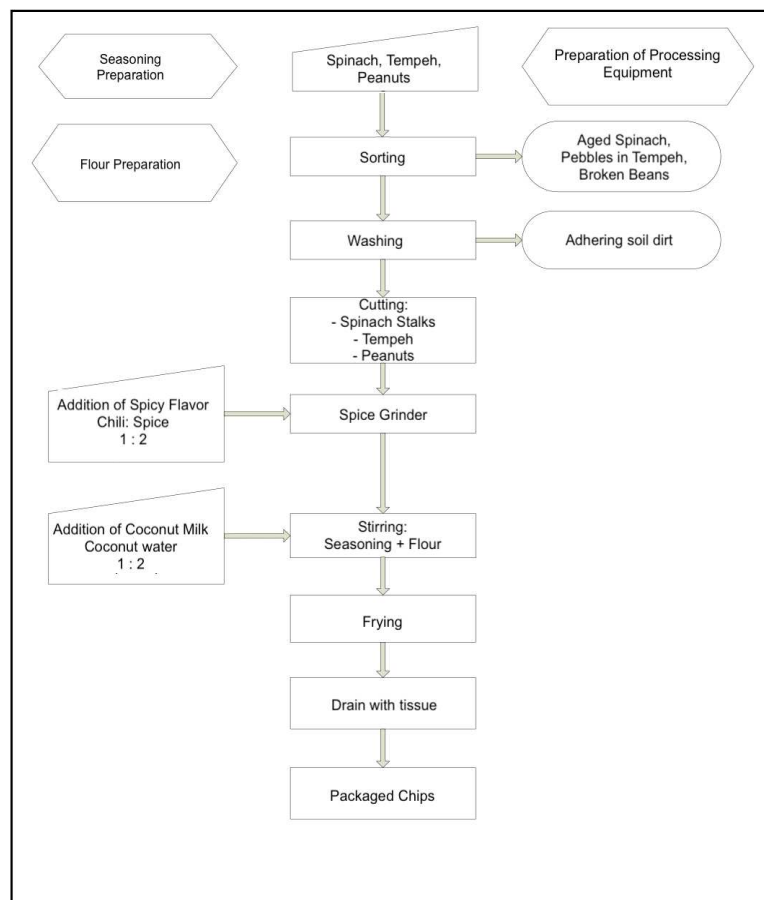 Seasoning
Preparation
Spinach, Tempeh,
Peanuts
Preparation of Processing
Equipment
Flour Preparation
Sorting
Aged Spinach,
Pebbles in Tempeh,
Broken Beans
Washing
Adhering soil dirt
Cutting:
- Spinach Stalks
- Tempeh
- Peanuts
Addition of Spicy Flavor
Chili: Spice
1 : 2
Spice Grinder
Addition of Coconut Milk
Coconut water
1 : 2
Stirring:
Seasoning + Flour
Frying
Drain with tissue
Packaged Chips